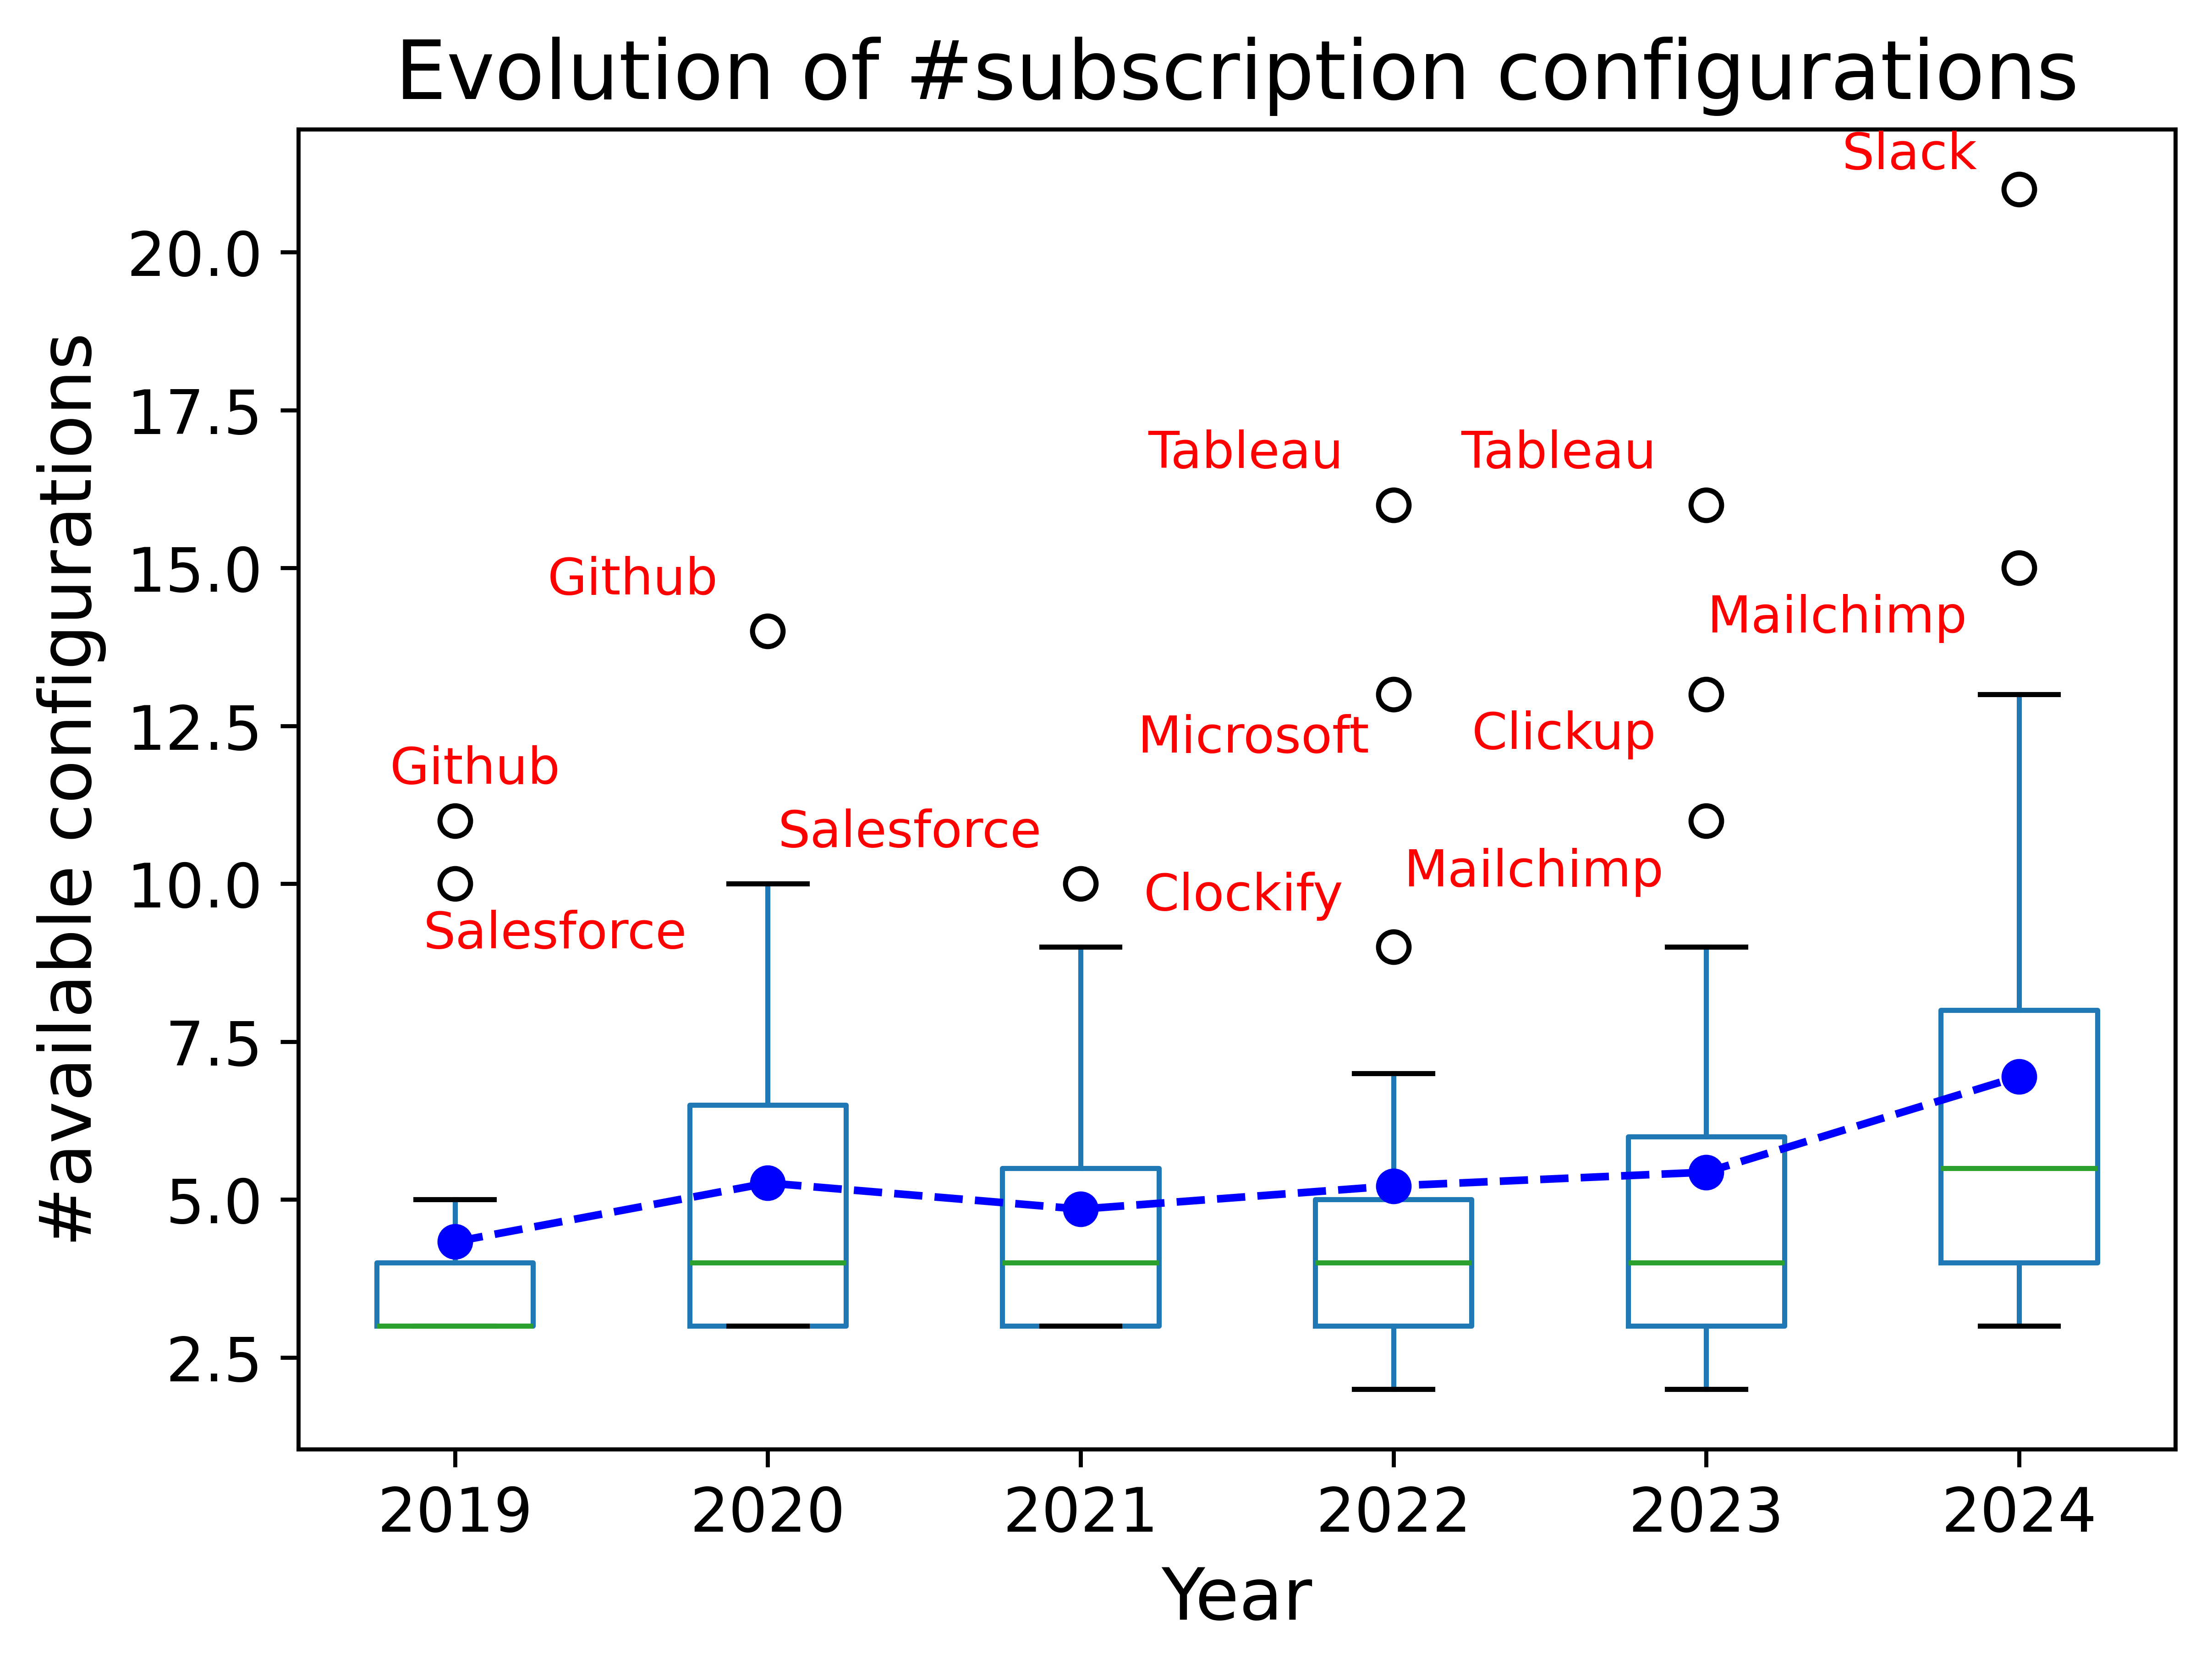 Evolution of #subscription configurations
#available configurations
20.0
17.5
15.0
12.5
10.0
7.5
5.0
2.5
Slack
Tableau
Tableau
Github
Mailchimp
Microsoft
Clickup
Github
Salesforce
Mailchimp
Clockify
Salesforce
2019
2020
2021
2022
2023
2024
Year